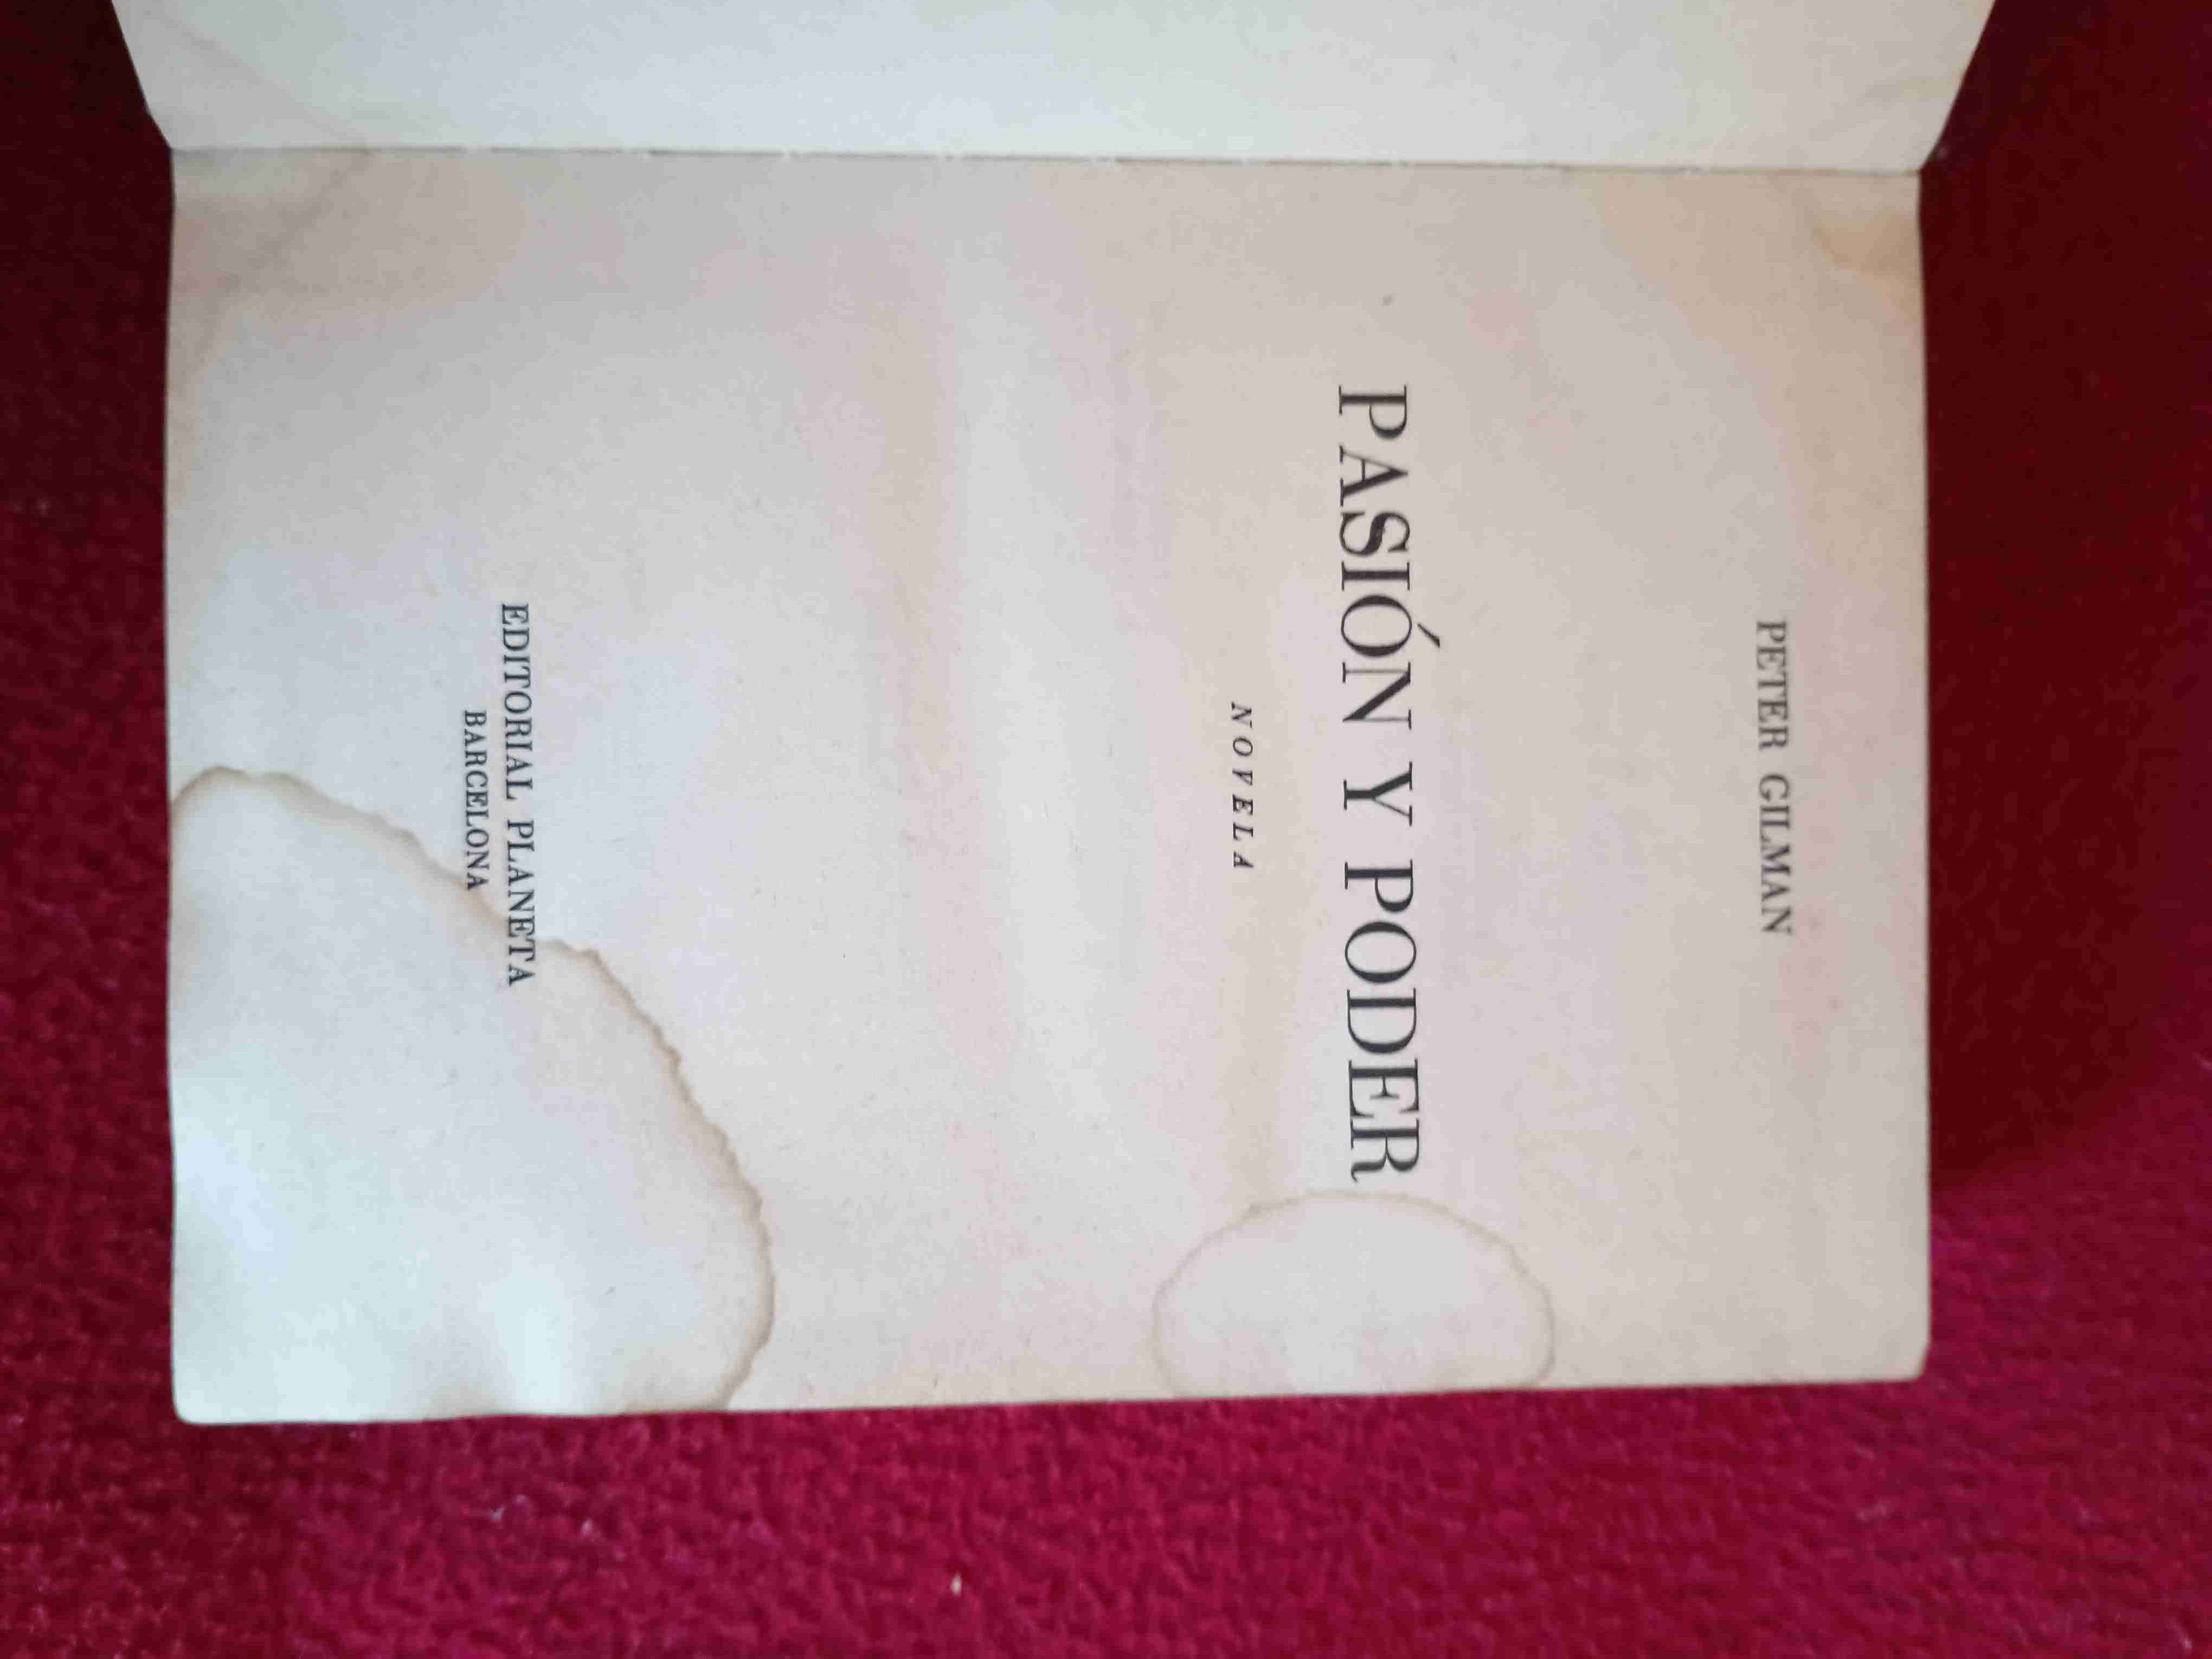 PETER GILMAN
PASIÓN Y PODER
NOVELA
EDITORIAL PLANETA
BARCELONA